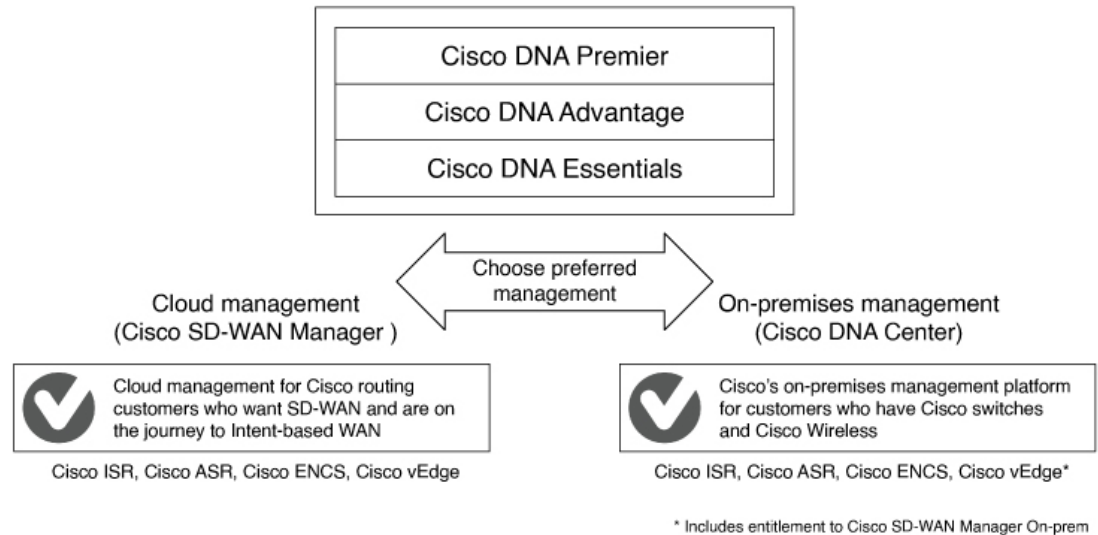 Cisco DNA Premier
Cisco DNA Advantage
Cisco DNA Essentials
Choose preferred
management
Cloud management
(Cisco SD-WAN Manager )
On-premises management
(Cisco DNA Center)
Cloud management for Cisco routing
customers who want SD-WAN and are on
the journey to Intent-based WAN
Cisco's on-premises management platform
for customers who have Cisco switches
and Cisco Wireless
Cisco ISR, Cisco ASR, Cisco ENCS, Cisco vEdge
Cisco ISR, Cisco ASR, Cisco ENCS, Cisco vEdge*
* Includes entitlement to Cisco SD-WAN Manager On-prem